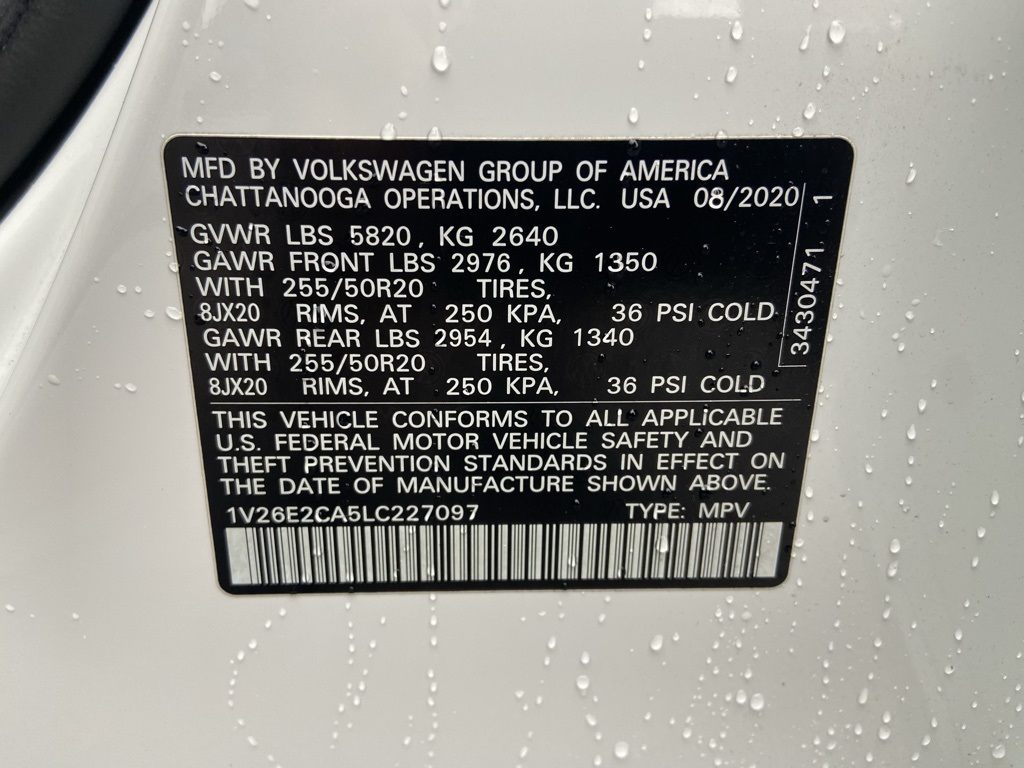 MFD BY VOLKSWAGEN GROUP OF AMERICA
CHATTANOOGA OPERATIONS, LLC. USA 08/2020
GVWR LBS 5820, KG 2640
GAWR FRONT LBS 2976, KG 1350
WITH 255/50R20 TIRES,
8JX20 RIMS, AT 250 KPA, 36 PSI COLD
GAWR REAR LBS 2954, KG 1340
WITH 255/50R20 TIRES,
8JX20 RIMS, AT 250 KPA, 36 PSI COLD
3430471 1
THIS VEHICLE CONFORMS TO ALL APPLICABLE
U.S. FEDERAL MOTOR VEHICLE SAFETY AND
THEFT PREVENTION STANDARDS IN EFFECT ON
THE DATE OF MANUFACTURE SHOWN ABOVE.
1V26E2CA5LC227097 TYPE: MPV